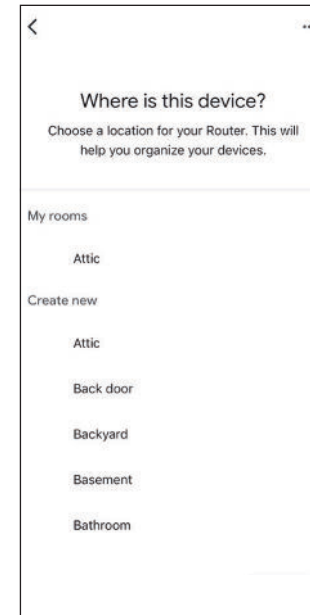 Where is this device?
Choose a location for your Router. This will
help you organize your devices.
My rooms
Attic
Create new
Attic
Back door
Backyard
Basement
Bathroom